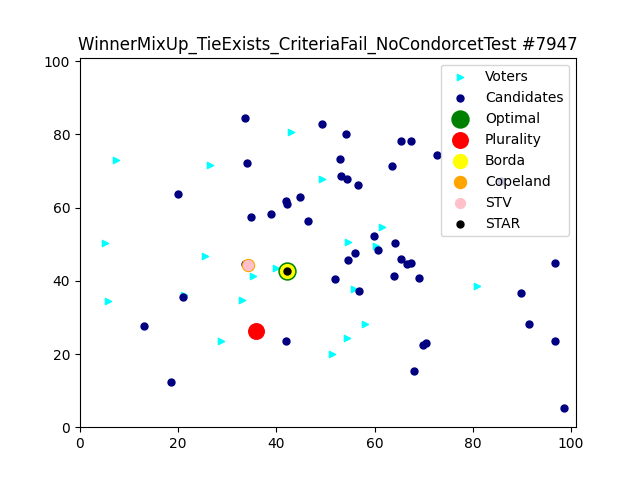 WinnerMixUp_TieExists_CriteriaFail_NoCondorcetTest #7947
100
80
60
40
20
0
0 20 40 60 80 100
Voters
Candidates
Optimal
Plurality
Borda
Copeland
STV
STAR